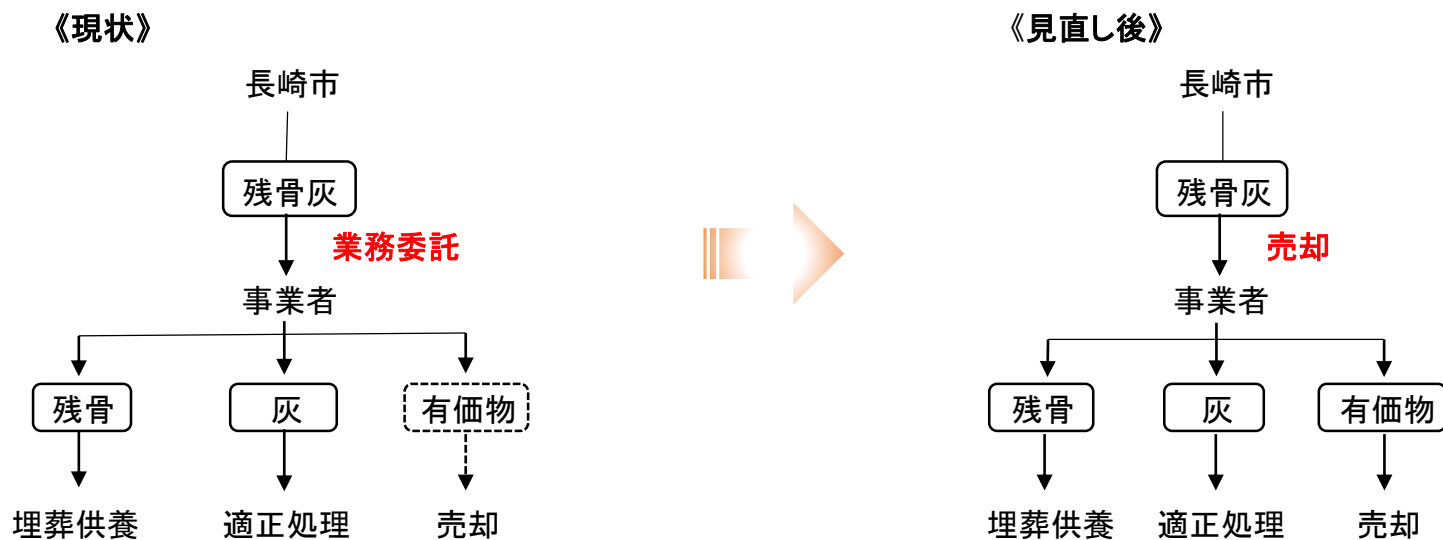 《現状》
長崎市
残骨灰
業務委託
事業者
残骨 灰 有価物
埋葬供養 適正処理 売却
《見直し後》
長崎市
残骨灰
売却
事業者
残骨 灰 有価物
埋葬供養 適正処理 売却